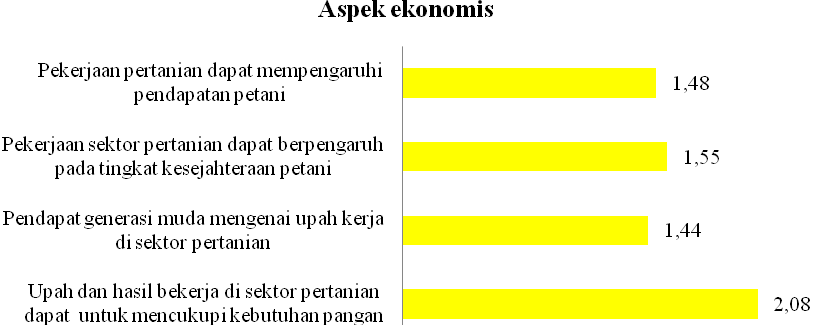 Aspek ekonomis
Pekerjaan pertanian dapat mempengaruhi
pendapatan petani
1,48
Pekerjaan sektor pertanian dapat berpengaruh
pada tingkat kesejahteraan petani
1,55
Pendapat generasi muda mengenai upah kerja
di sektor pertanian
1,44
Upah dan hasil bekerja di sektor pertanian
dapat untuk mencukupi kebutuhan pangan
2,08